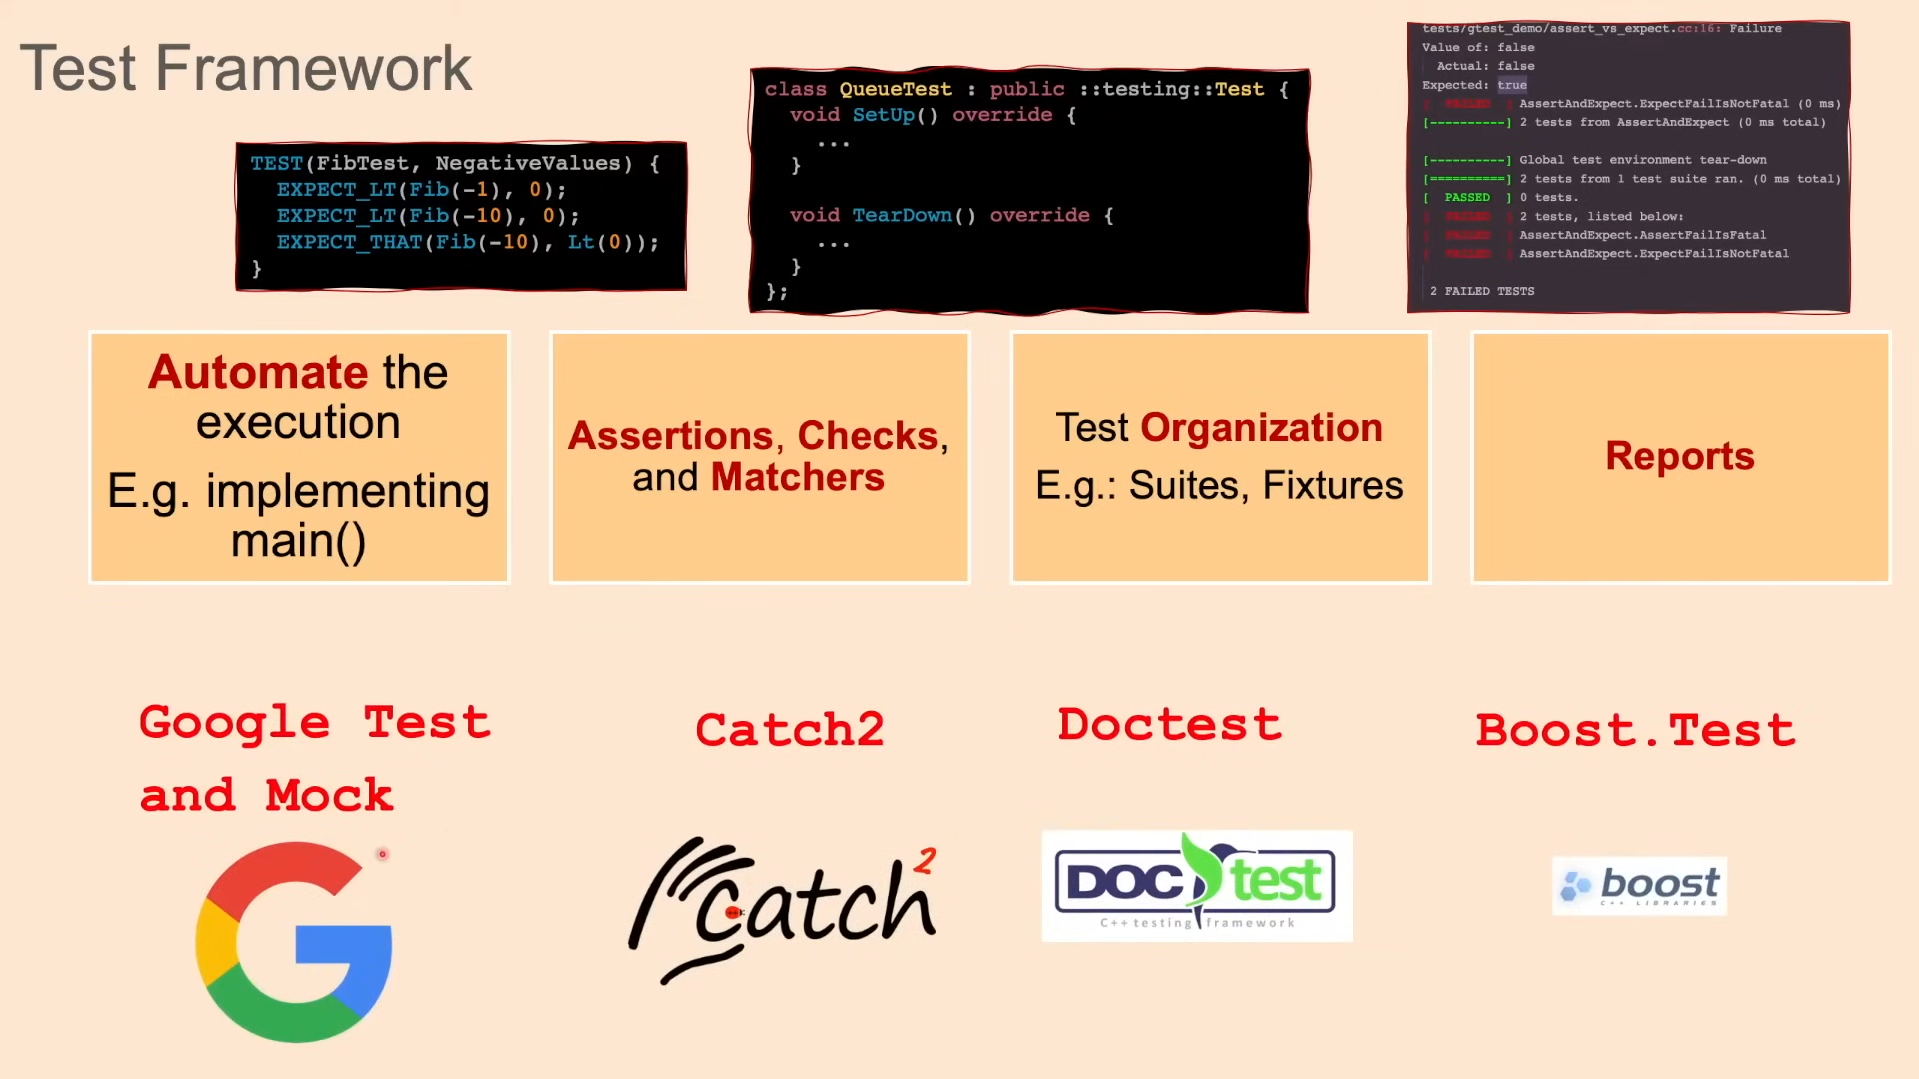 Test Framework
TEST(FibTest, NegativeValues) {
EXPECT_LT(Fib(-1), 0);
EXPECT_LT(Fib(-10), 0);
EXPECT_THAT(Fib(-10), Lt(0));
}
class QueueTest : public ::testing::Test {
void SetUp() override {
...
}
void TearDown() override {
...
}
};
tests/gtest_demo/assert_vs_expect.cc:16: Failure
Value of: false
Actual: false
Expected: true
[ FAILED ] AssertAndExpect.ExpectFailIsNotFatal (0 ms)
[----------] 2 tests from AssertAndExpect (0 ms total)
[----------] Global test environment tear-down
[==========] 2 tests from 1 test suite ran. (0 ms total)
[ PASSED ] 0 tests.
[ FAILED ] 2 tests, listed below:
[ FAILED ] AssertAndExpect.AssertFailIsFatal
[ FAILED ] AssertAndExpect.ExpectFailIsNotFatal
2 FAILED TESTS
Automate the
execution
E.g. implementing
main()
Assertions, Checks,
and Matchers
Test Organization
E.g.: Suites, Fixtures
Reports
Google Test
and Mock
Catch2
Doctest
Boost.Test
catch2
DOCtest
C++ testing framework
boost
C++ LIBRARIES